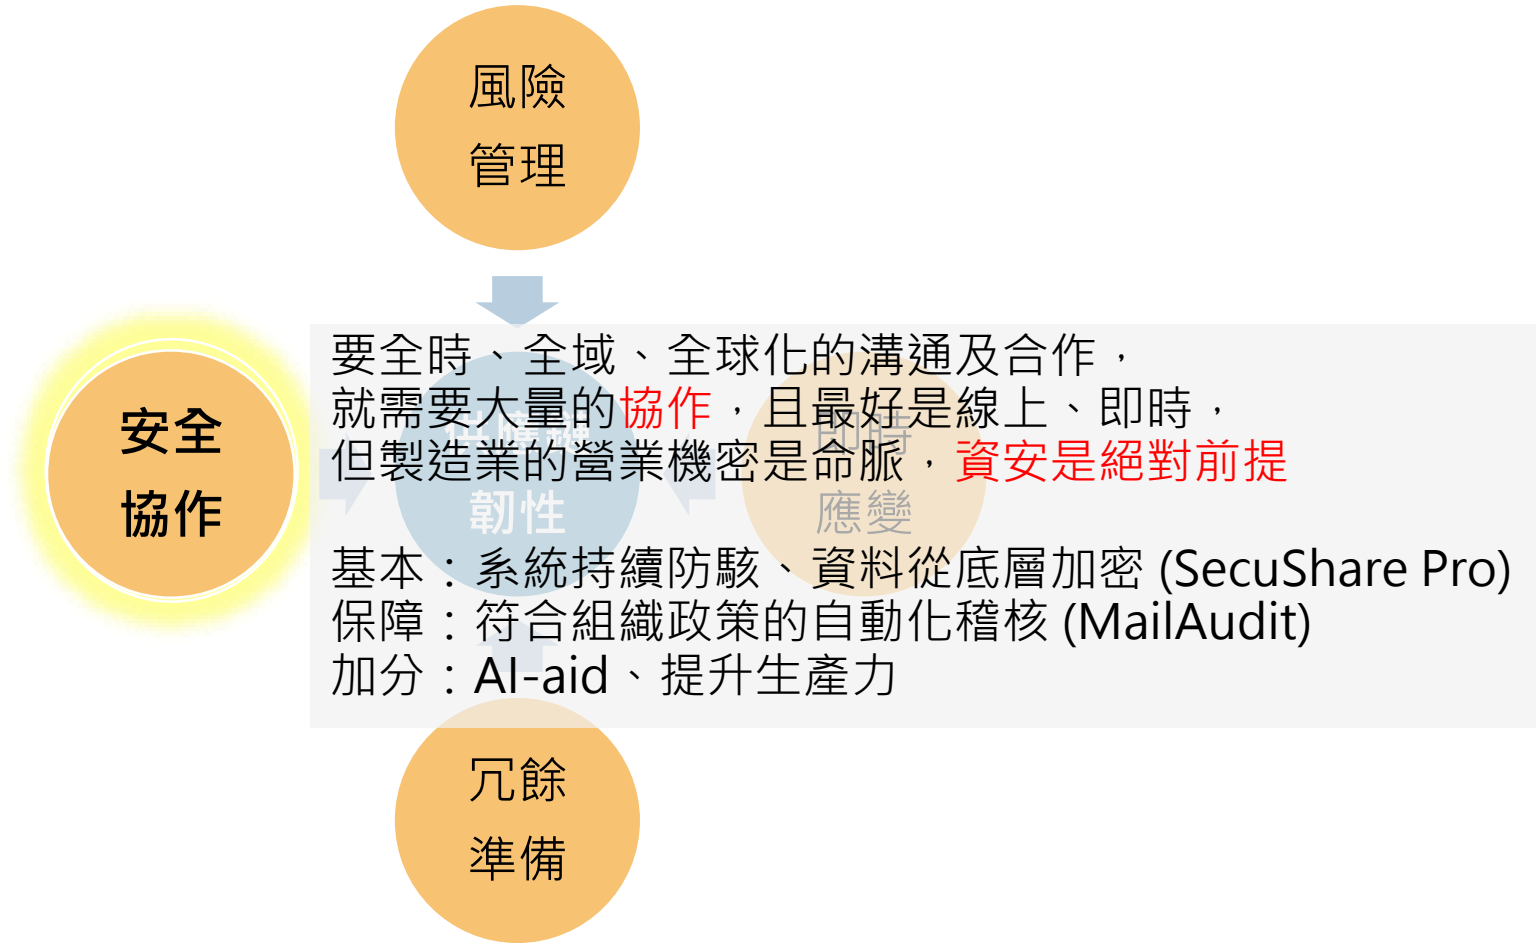 風險
管理
安全
協作
要全時、全域、全球化的溝通及合作，
就需要大量的協作，且最好是線上、即時，
但製造業的營業機密是命脈，資安是絕對前提
基本：系統持續防駭、資料從底層加密 (SecuShare Pro)
保障：符合組織政策的自動化稽核 (MailAudit)
加分：AI-aid、提升生產力
供應鏈
韌性
即時
應變
冗餘
準備